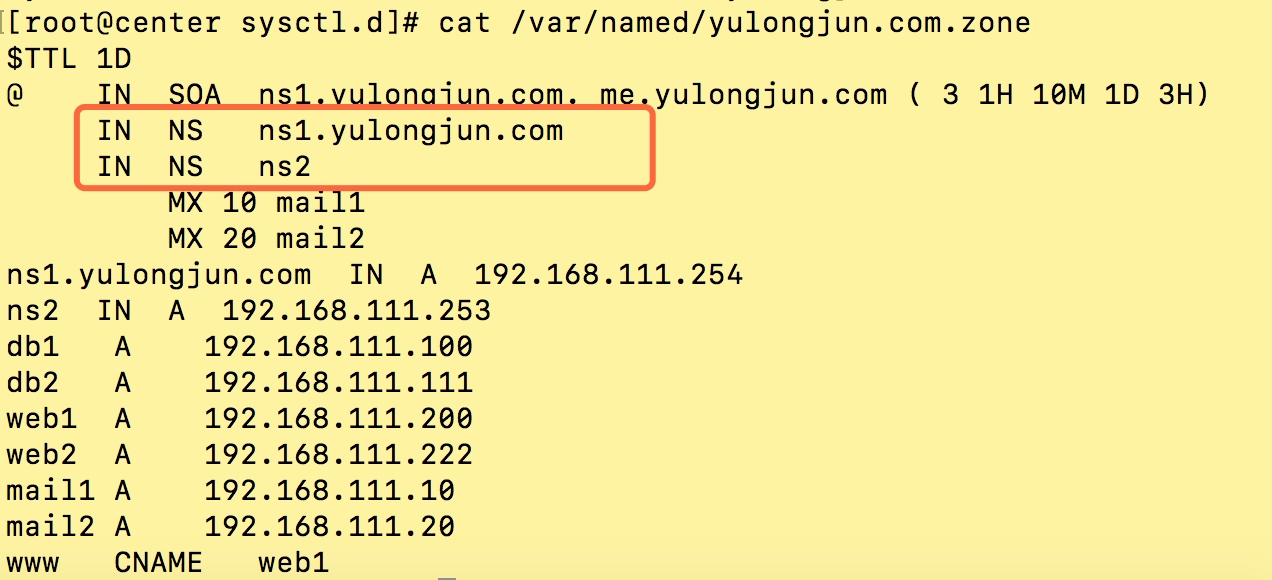 [root@center sysctl.d]# cat /var/named/yulongjun.com.zone
$TTL 1D
@ IN SOA ns1.yulongjun.com. me.yulongjun.com ( 3 1H 10M 1D 3H)
IN NS ns1.yulongjun.com
IN NS ns2
MX 10 mail1
MX 20 mail2
ns1.yulongjun.com IN A 192.168.111.254
ns2 IN A 192.168.111.253
db1 A 192.168.111.100
db2 A 192.168.111.111
web1 A 192.168.111.200
web2 A 192.168.111.222
mail1 A 192.168.111.10
mail2 A 192.168.111.20
www CNAME web1